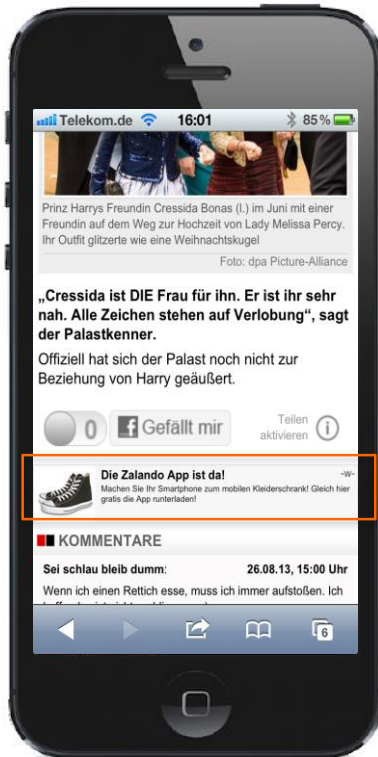 Telekom.de 16:01 85%
Prinz Harrys Freundin Cressida Bonas (l.) im Juni mit einer
Freundin auf dem Weg zur Hochzeit von Lady Melissa Percy.
Ihr Outfit glitzerte wie eine Weihnachtskugel
Foto: dpa Picture-Alliance
„Cressida ist DIE Frau für ihn. Er ist ihr sehr
nah. Alle Zeichen stehen auf Verlobung“, sagt
der Palastkenner.
Offiziell hat sich der Palast noch nicht zur
Beziehung von Harry geäußert.
0 Gefällt mir Teilen
aktivieren
Die Zalando App ist da! -w-
Machen Sie Ihr Smartphone zum mobilen Kleiderschrank! Gleich hier
gratis die App runterladen!
KOMMENTARE
Sei schlau bleib dumm: 26.08.13, 15:00 Uhr
Wenn ich einen Rettich esse, muss ich immer aufstoßen. Ich
6